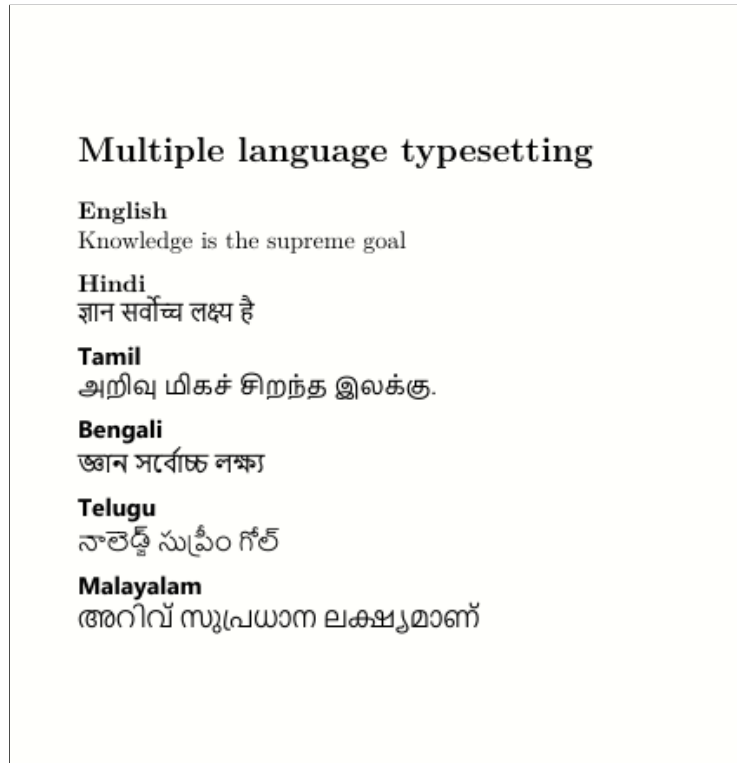 Multiple language typesetting
English
Knowledge is the supreme goal
Hindi
ज्ञान सर्वोच्च लक्ष्य है
Tamil
அறிவு மிகச் சிறந்த இலக்கு.
Bengali
জ্ঞান সর্বোচ্চ লক্ষ্য
Telugu
నాలెడ్జ్ సుప్రీం గోల్
Malayalam
അറിവ് സുപ്രധാന ലക്ഷ്യമാണ്